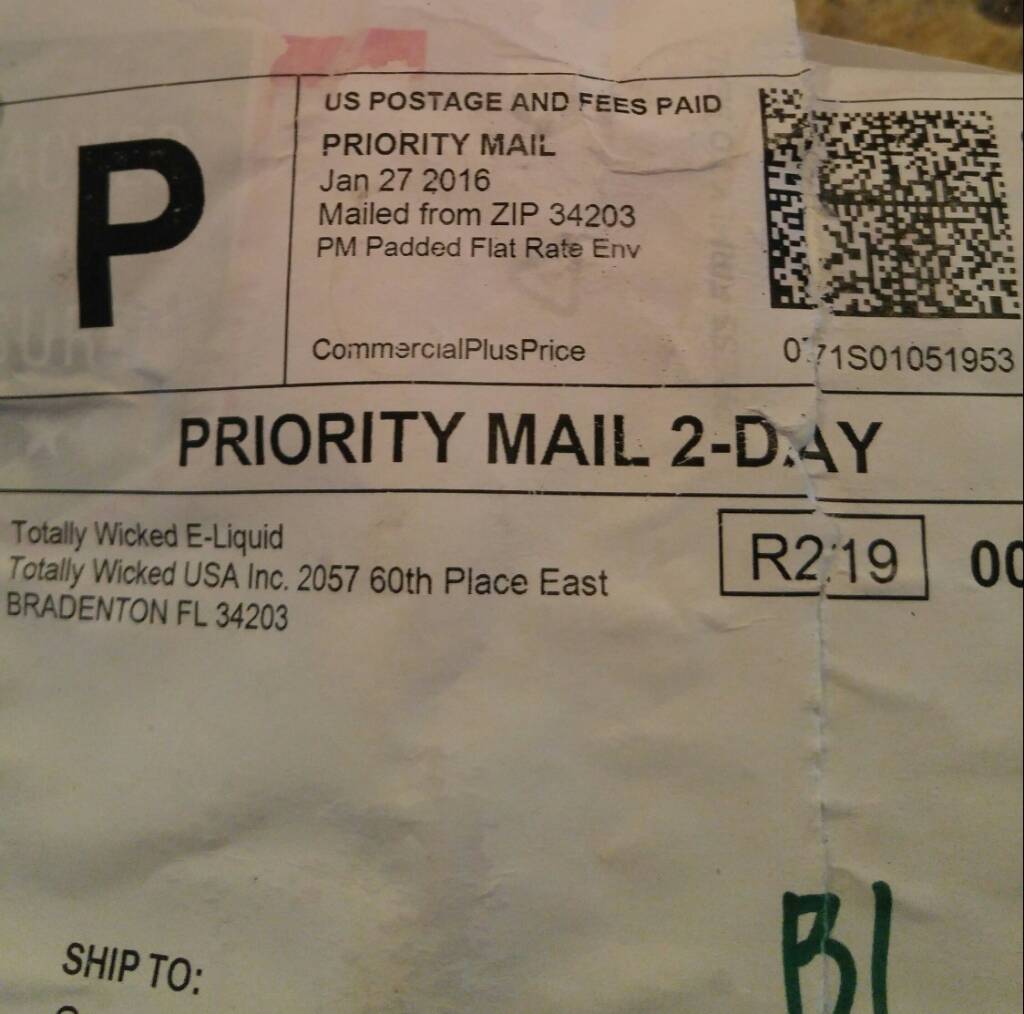 P
US POSTAGE AND FEES PAID
PRIORITY MAIL
Jan 27 2016
Mailed from ZIP 34203
PM Padded Flat Rate Env
CommercialPlusPrice
071S01051953
PRIORITY MAIL 2-DAY
Totally Wicked E-Liquid
Totally Wicked USA Inc. 2057 60th Place East
BRADENTON FL 34203
R2:19
00
B1
SHIP TO: